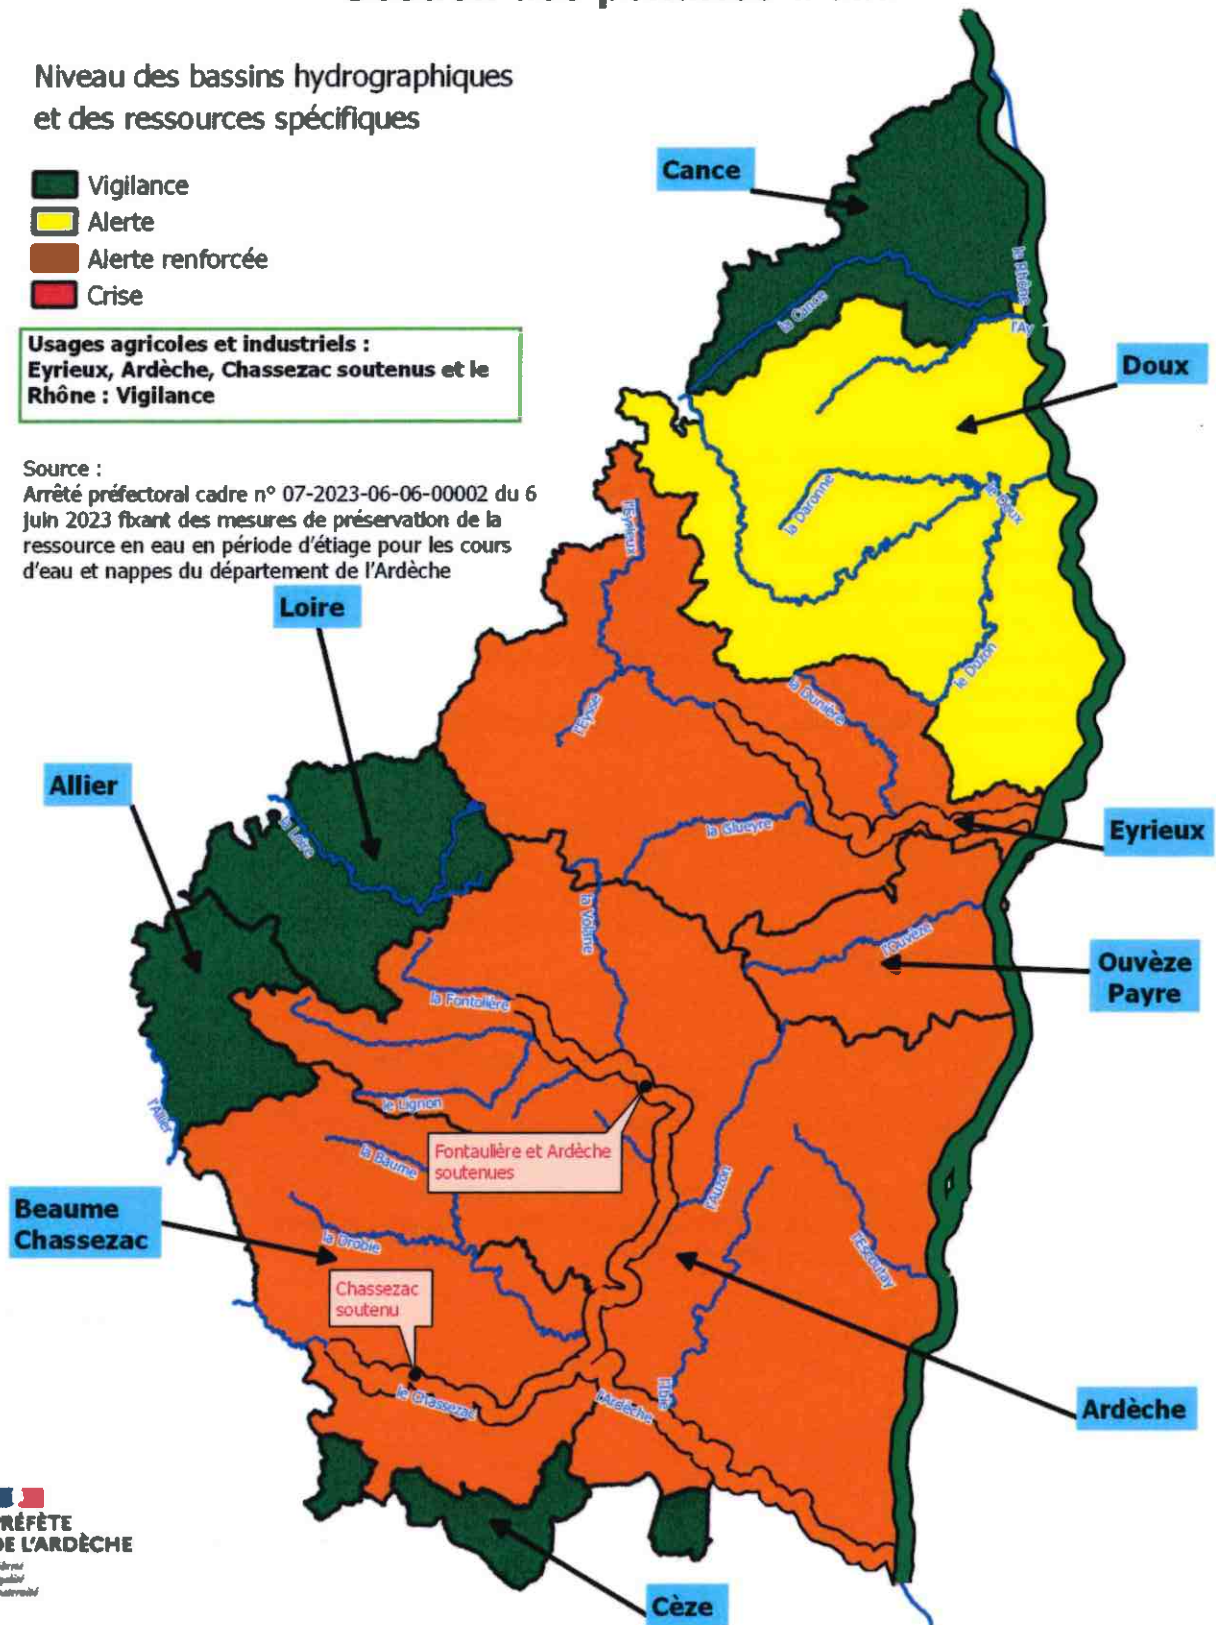 Niveau des bassins hydrographiques
et des ressources spécifiques
Vigilance
Alerte
Alerte renforcée
Crise
Usages agricoles et industriels :
Eyrieux, Ardèche, Chassezac soutenus et le
Rhône : Vigilance
Source :
Arrêté préfectoral cadre n° 07-2023-06-06-00002 du 6
juin 2023 fixant des mesures de préservation de la
ressource en eau en période d'étiage pour les cours
d'eau et nappes du département de l'Ardèche
Cance
la Cance
le Rhône
l'Ay
Doux
la Daronne
le Doux
le Duzon
l'Eyrieux
l'Eysse
la Dunière
Loire
Allier
la Loire
la Glueyre
Eyrieux
la Volane
l'Ouvèze
Ouvèze
Payre
la Fontolière
l'Allier
le Lignon
la Baume
Fontaulière et Ardèche
soutenues
l'Auzon
Beaume
Chassezac
la Drobie
l'Escoutay
Chassezac
soutenu
le Chassezac
l'Ardèche
l'Ibie
Ardèche
Cèze
RÉFÈTE
DE L'ARDÈCHE